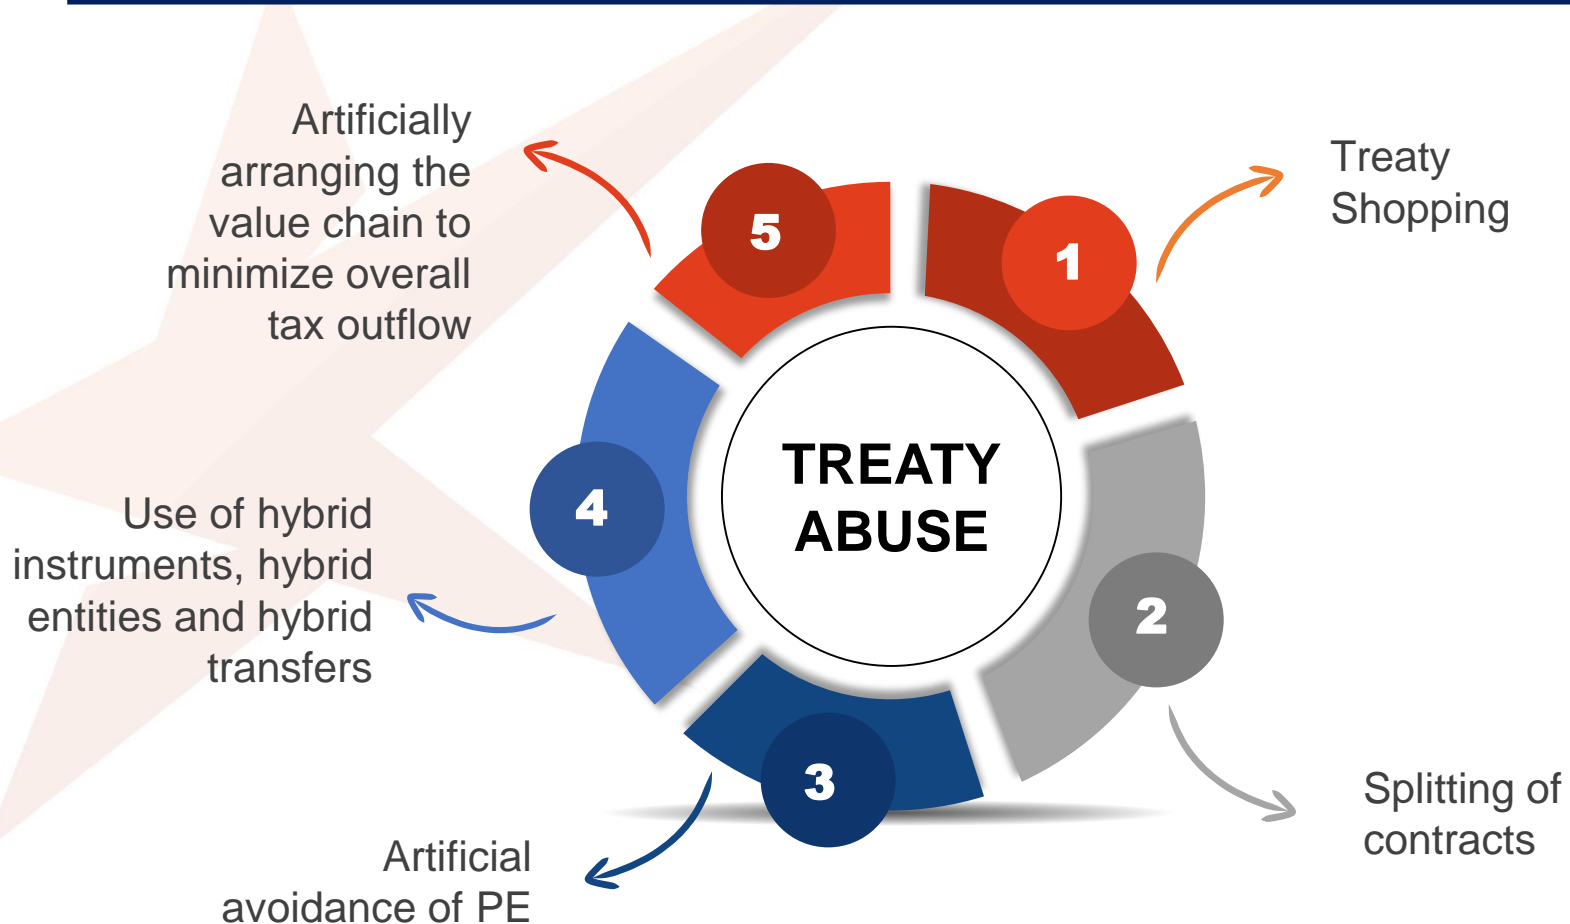 TREATY
ABUSE
1
Treaty
Shopping
2
Splitting of
contracts
3
Artificial
avoidance of PE
4
Use of hybrid
instruments, hybrid
entities and hybrid
transfers
5
Artificially
arranging the
value chain to
minimize overall
tax outflow